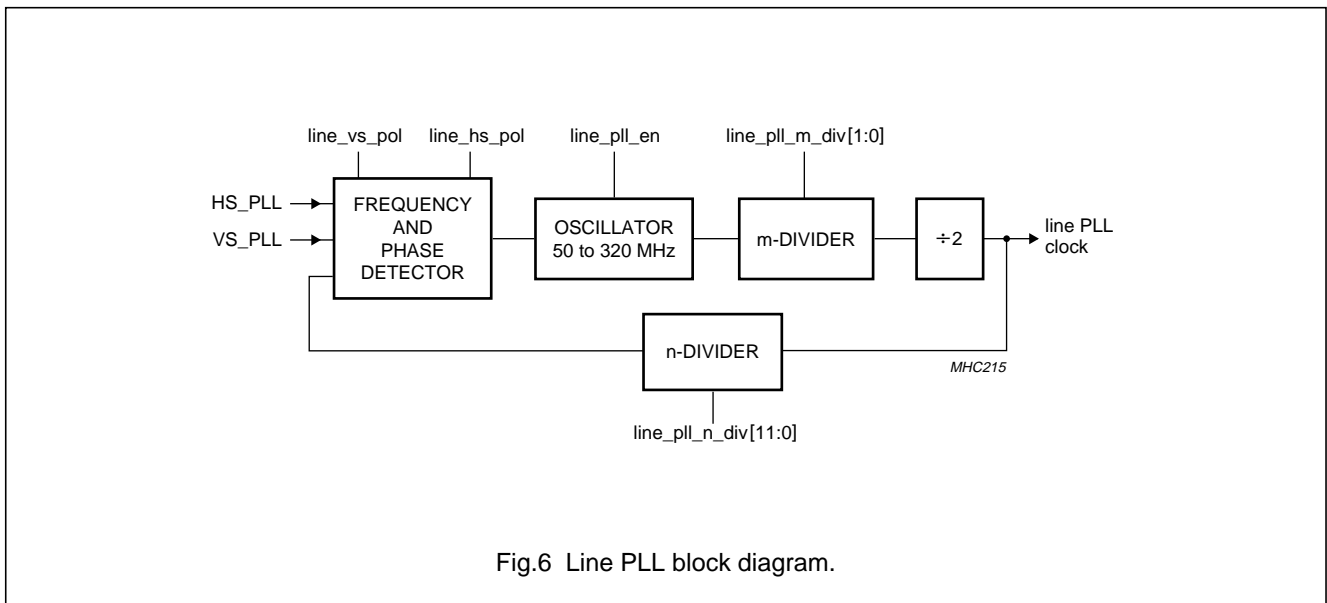 line_vs_pol
line_hs_pol
line_pll_en
line_pll_m_div[1:0]
HS_PLL
VS_PLL
FREQUENCY
AND
PHASE
DETECTOR
OSCILLATOR
50 to 320 MHz
m-DIVIDER
÷2
line PLL
clock
n-DIVIDER
MHC215
line_pll_n_div[11:0]
Fig.6 Line PLL block diagram.